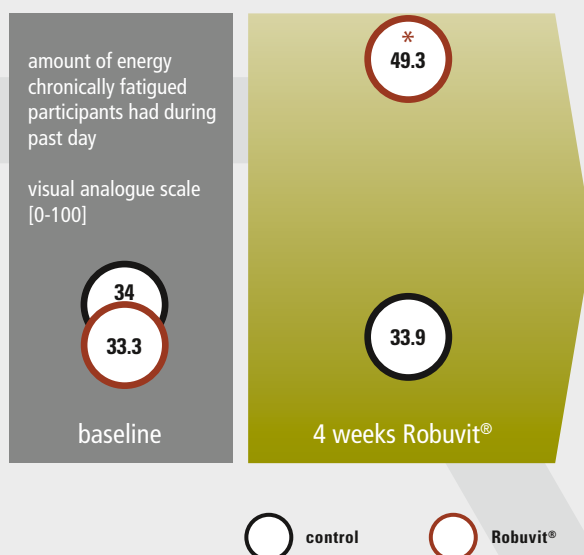 amount of energy
chronically fatigued
participants had during
past day
visual analogue scale
[0-100]
34
33.3
baseline
*
49.3
33.9
4 weeks Robuvit®
control
Robuvit®